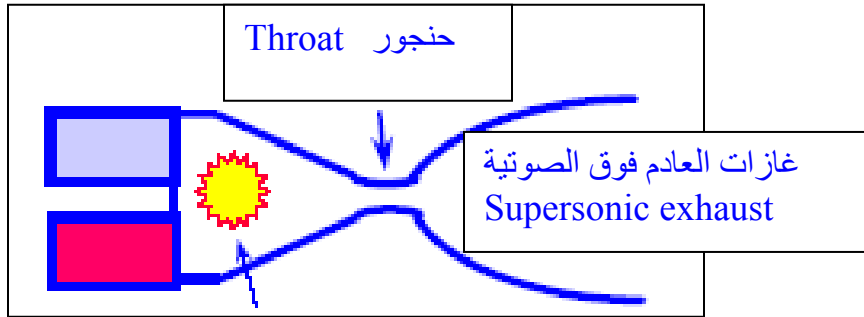 حنجور Throat
غازات العادم فوق الصوتية
Supersonic exhaust